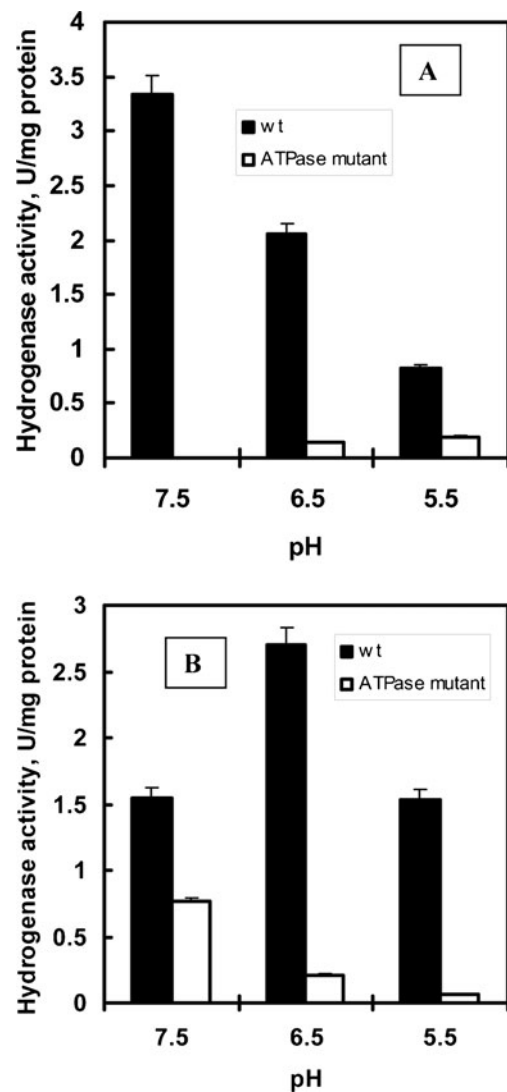 Hydrogenase activity, U/mg protein
4
3.5
3
2.5
2
1.5
1
0.5
0
A
wt
ATPase mutant
7.5 6.5 5.5
pH
Hydrogenase activity, U/mg protein
3
2.5
2
1.5
1
0.5
0
B
wt
ATPase mutant
7.5 6.5 5.5
pH